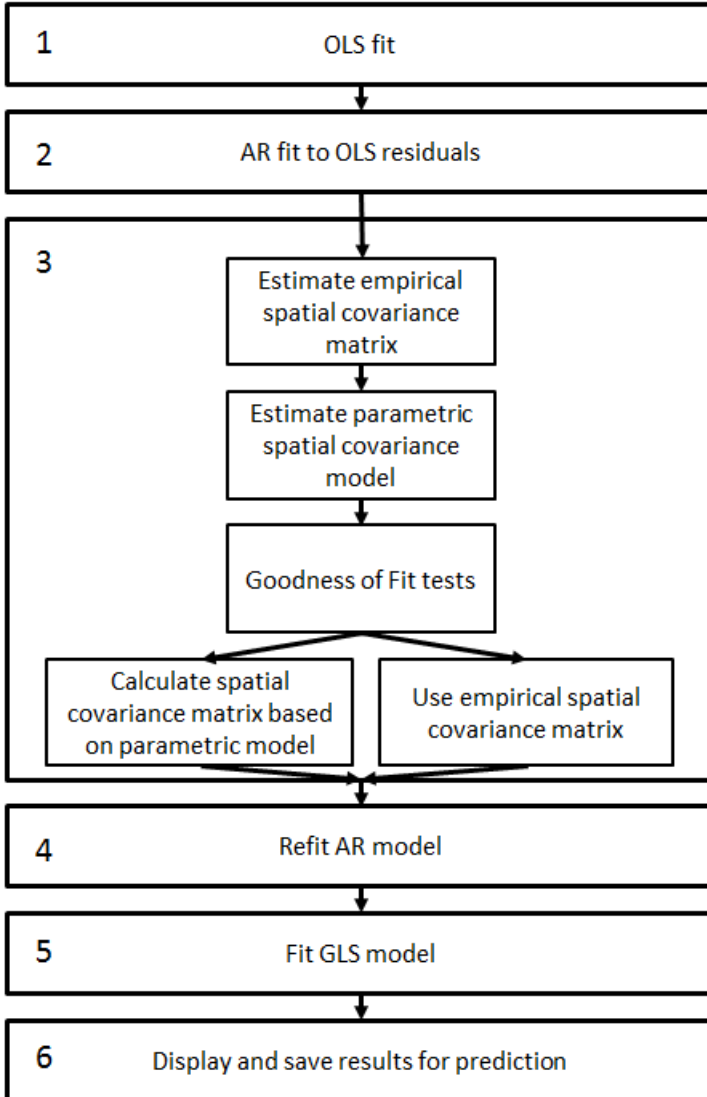 1
OLS fit
2
AR fit to OLS residuals
3
Estimate empirical
spatial covariance
matrix
Estimate parametric
spatial covariance
model
Goodness of Fit tests
Calculate spatial
covariance matrix based
on parametric model
Use empirical spatial
covariance matrix
4
Refit AR model
5
Fit GLS model
6
Display and save results for prediction